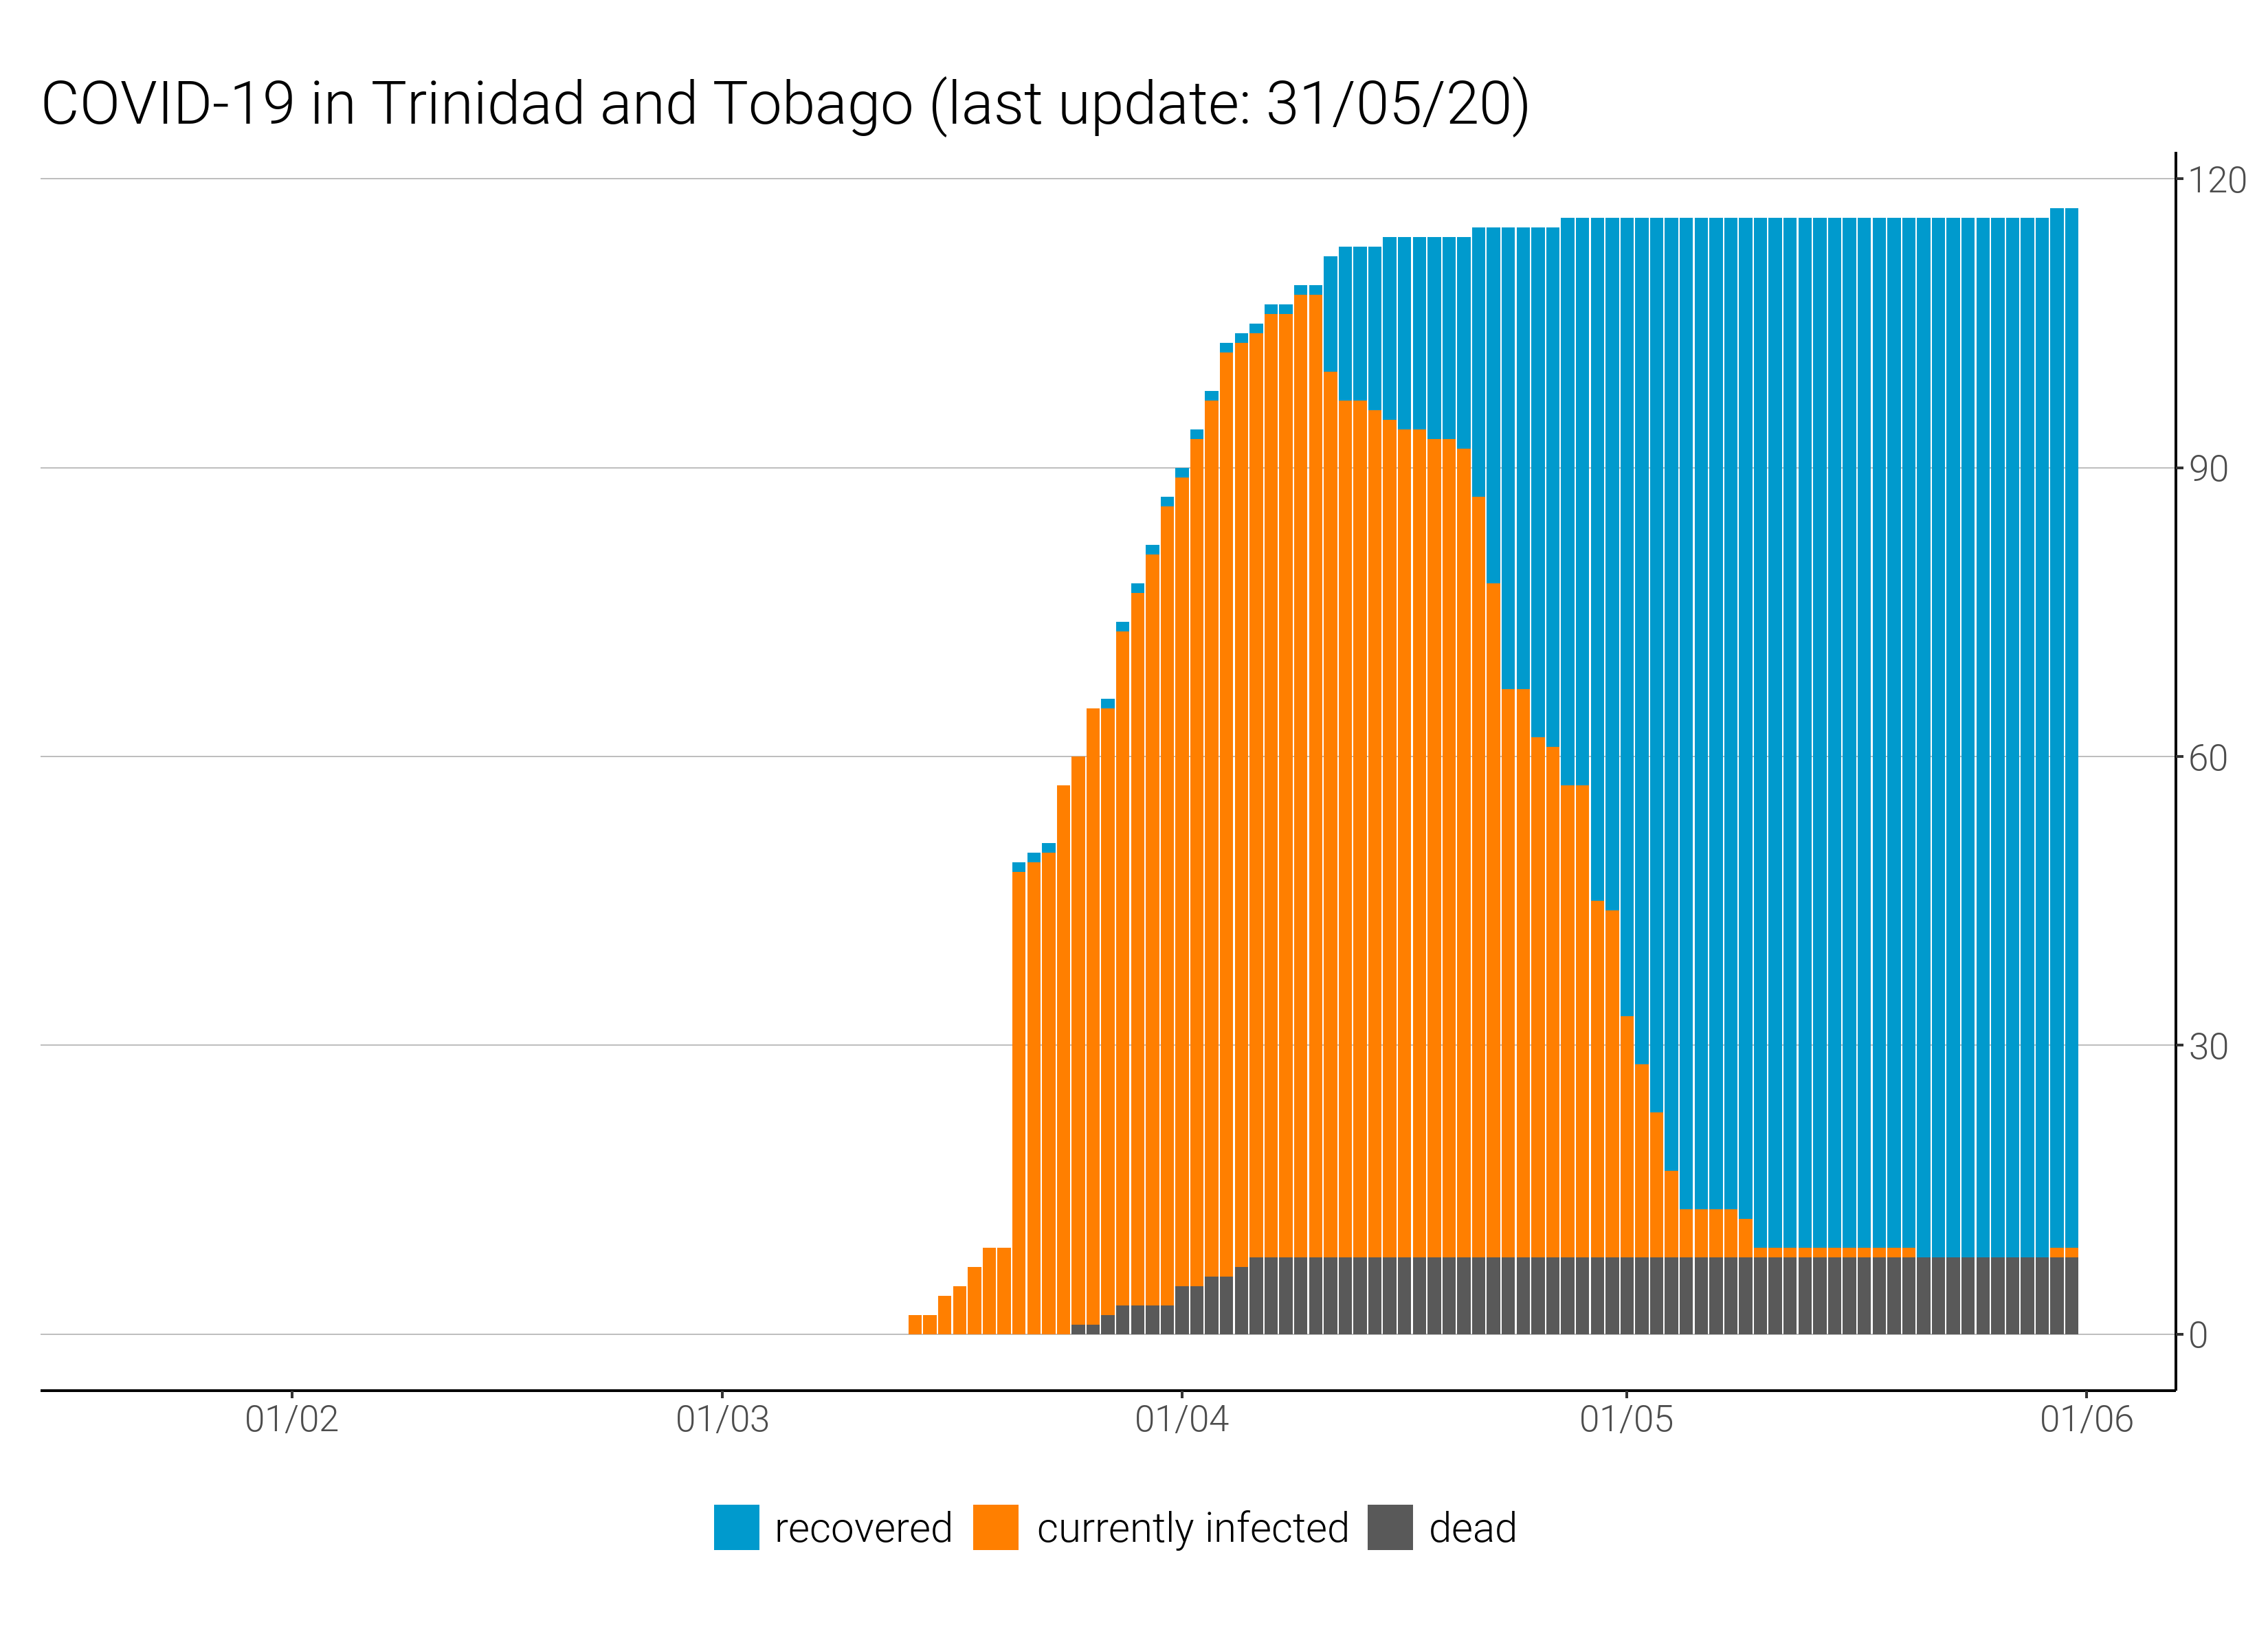 COVID-19 in Trinidad and Tobago (last update: 31/05/20)
120
90
60
30
0
01/02 01/03 01/04 01/05 01/06
recovered currently infected dead